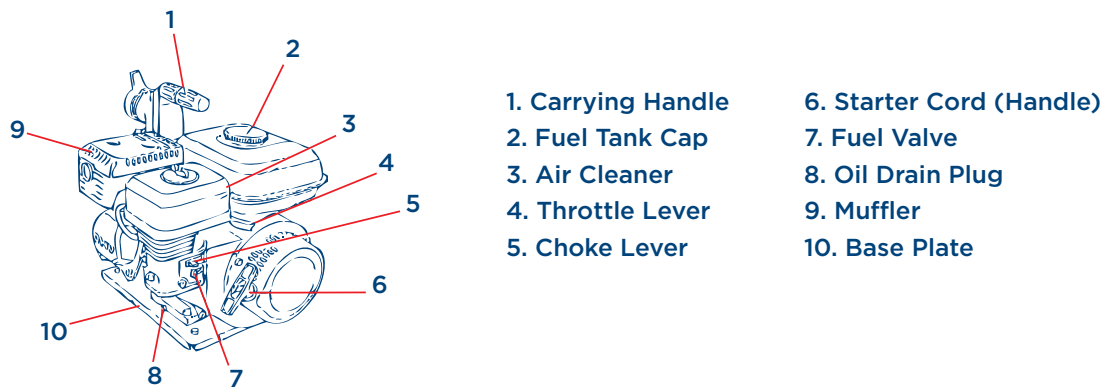 1
2
3
4
5
6
7
8
9
10
1. Carrying Handle
2. Fuel Tank Cap
3. Air Cleaner
4. Throttle Lever
5. Choke Lever
6. Starter Cord (Handle)
7. Fuel Valve
8. Oil Drain Plug
9. Muffler
10. Base Plate